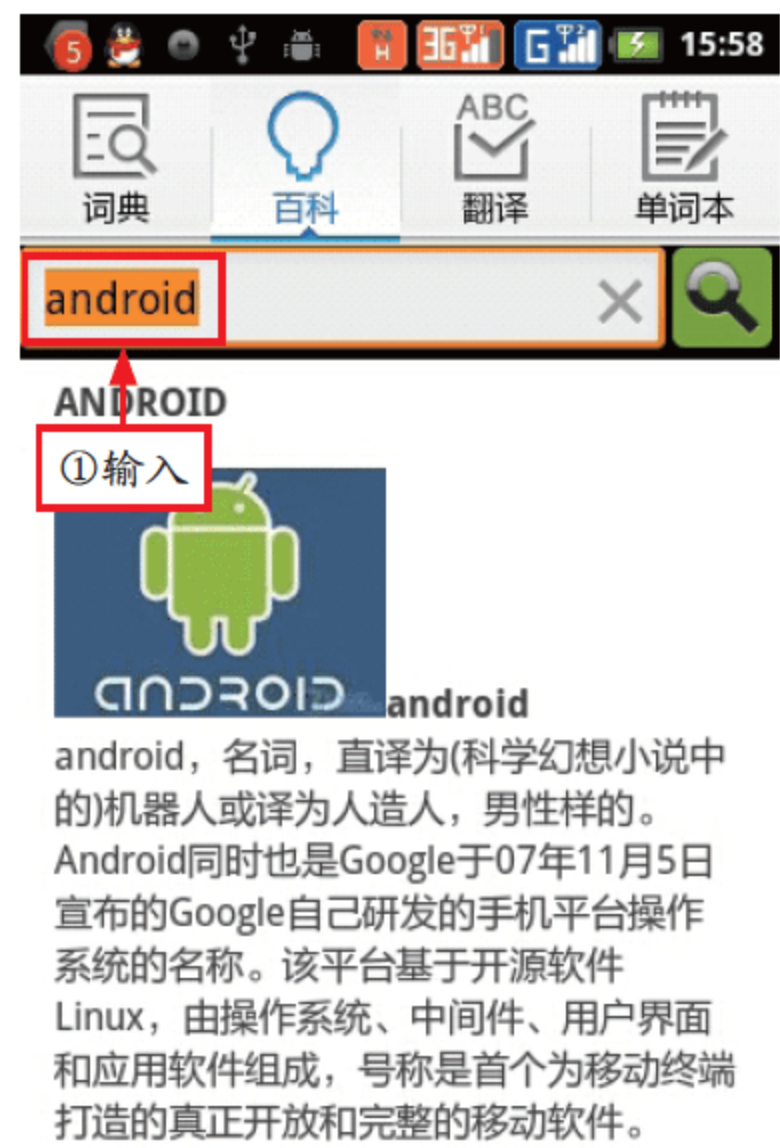 5 H 3G 1 G 2 15:58
ABC
词典 百科 翻译 单词本
android
ANDROID
①输入
ANDROID
android
android，名词，直译为(科学幻想小说中
的)机器人或译为人造人，男性样的。
Android同时也是Google于07年11月5日
宣布的Google自己研发的手机平台操作
系统的名称。该平台基于开源软件
Linux，由操作系统、中间件、用户界面
和应用软件组成，号称是首个为移动终端
打造的真正开放和完整的移动软件。